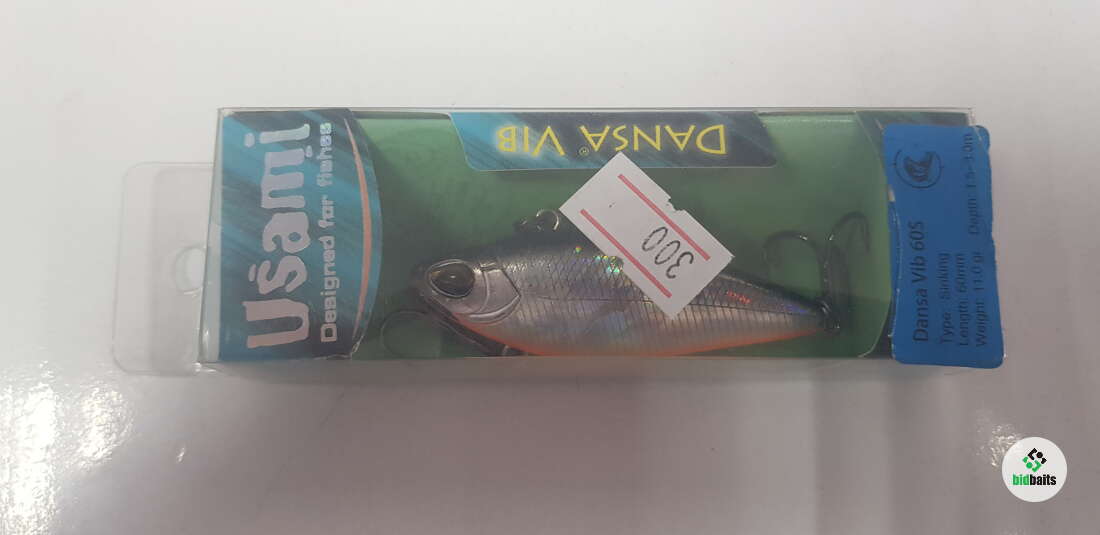 Usami
Designed for fishes
DANSA® VIB
300
Dansa Vib 60S
Type: Sinking
Length: 60mm
Weight: 11.0 gr
Depth: 1.5-3.0m
bidbaits